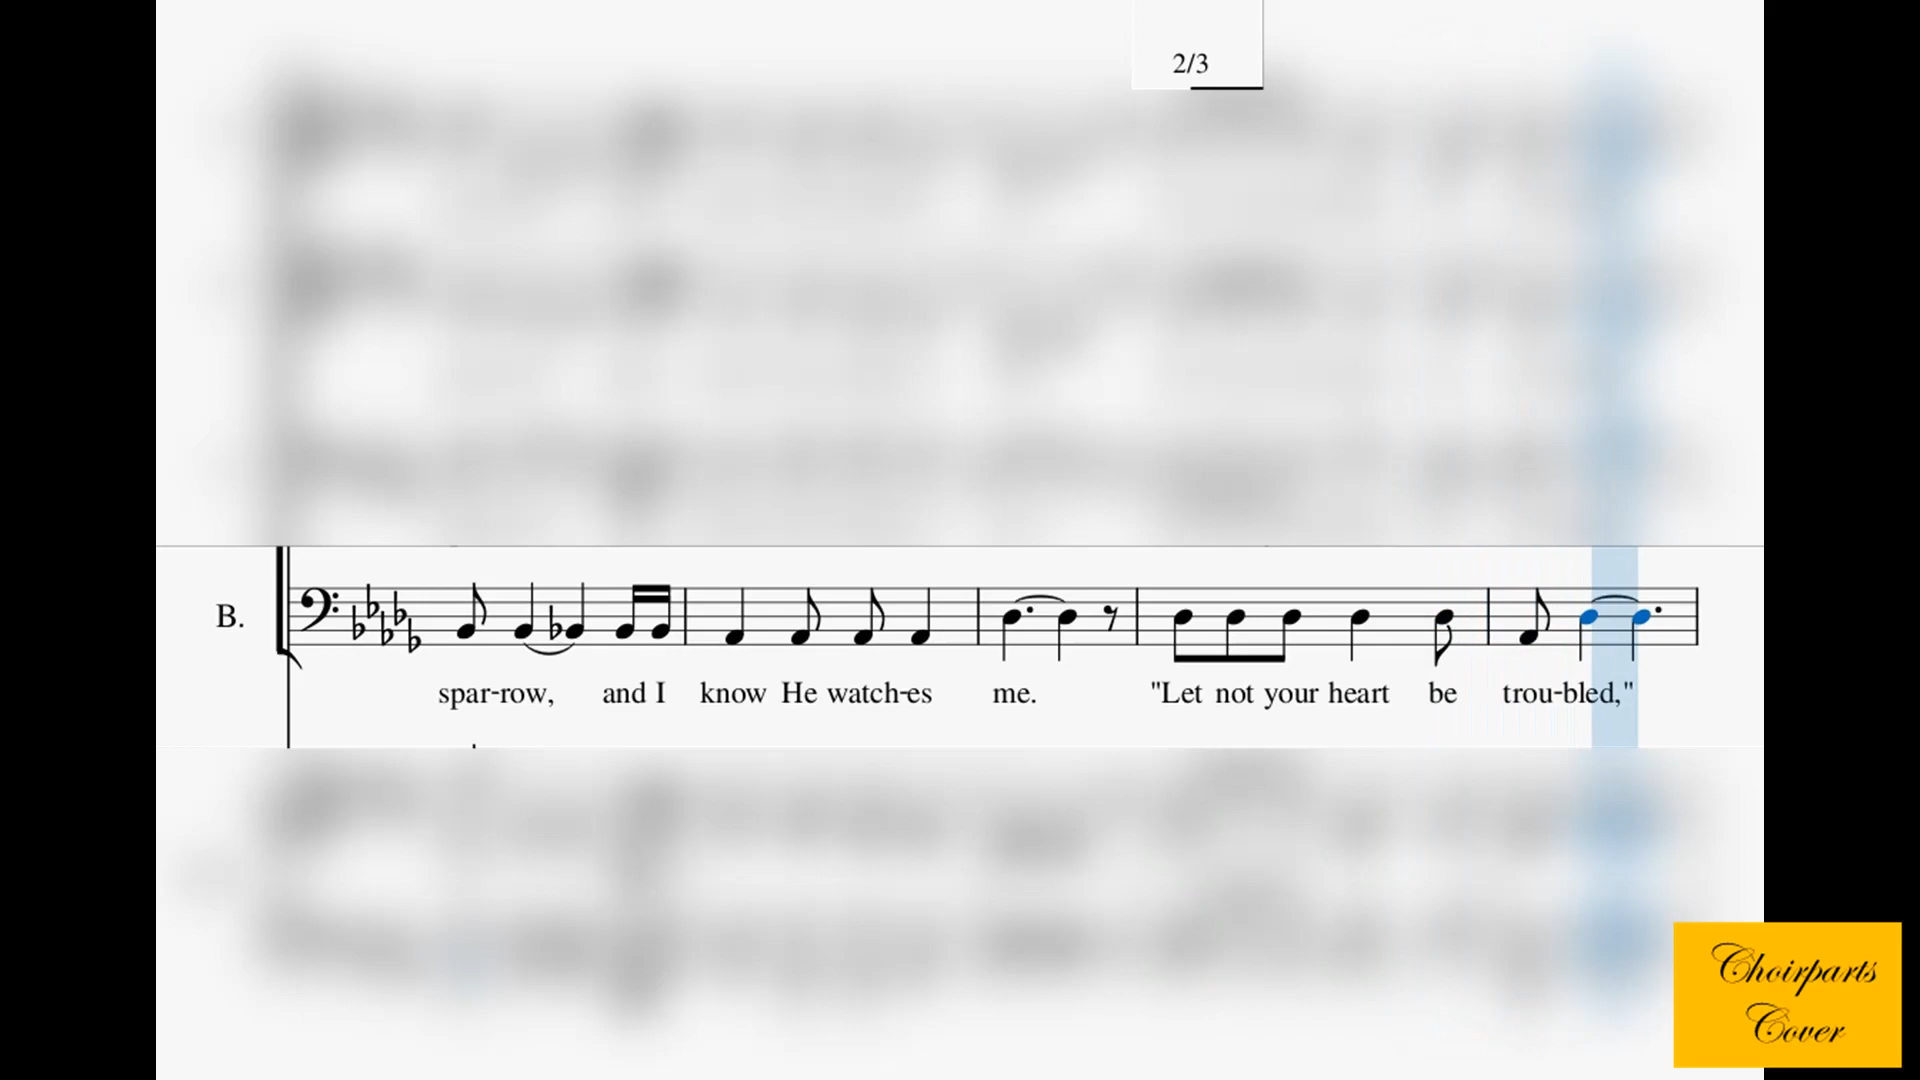 2/3
B.
spar-row, and I know He watch-es me. "Let not your heart be trou-bled,"
Choirparts
Cover